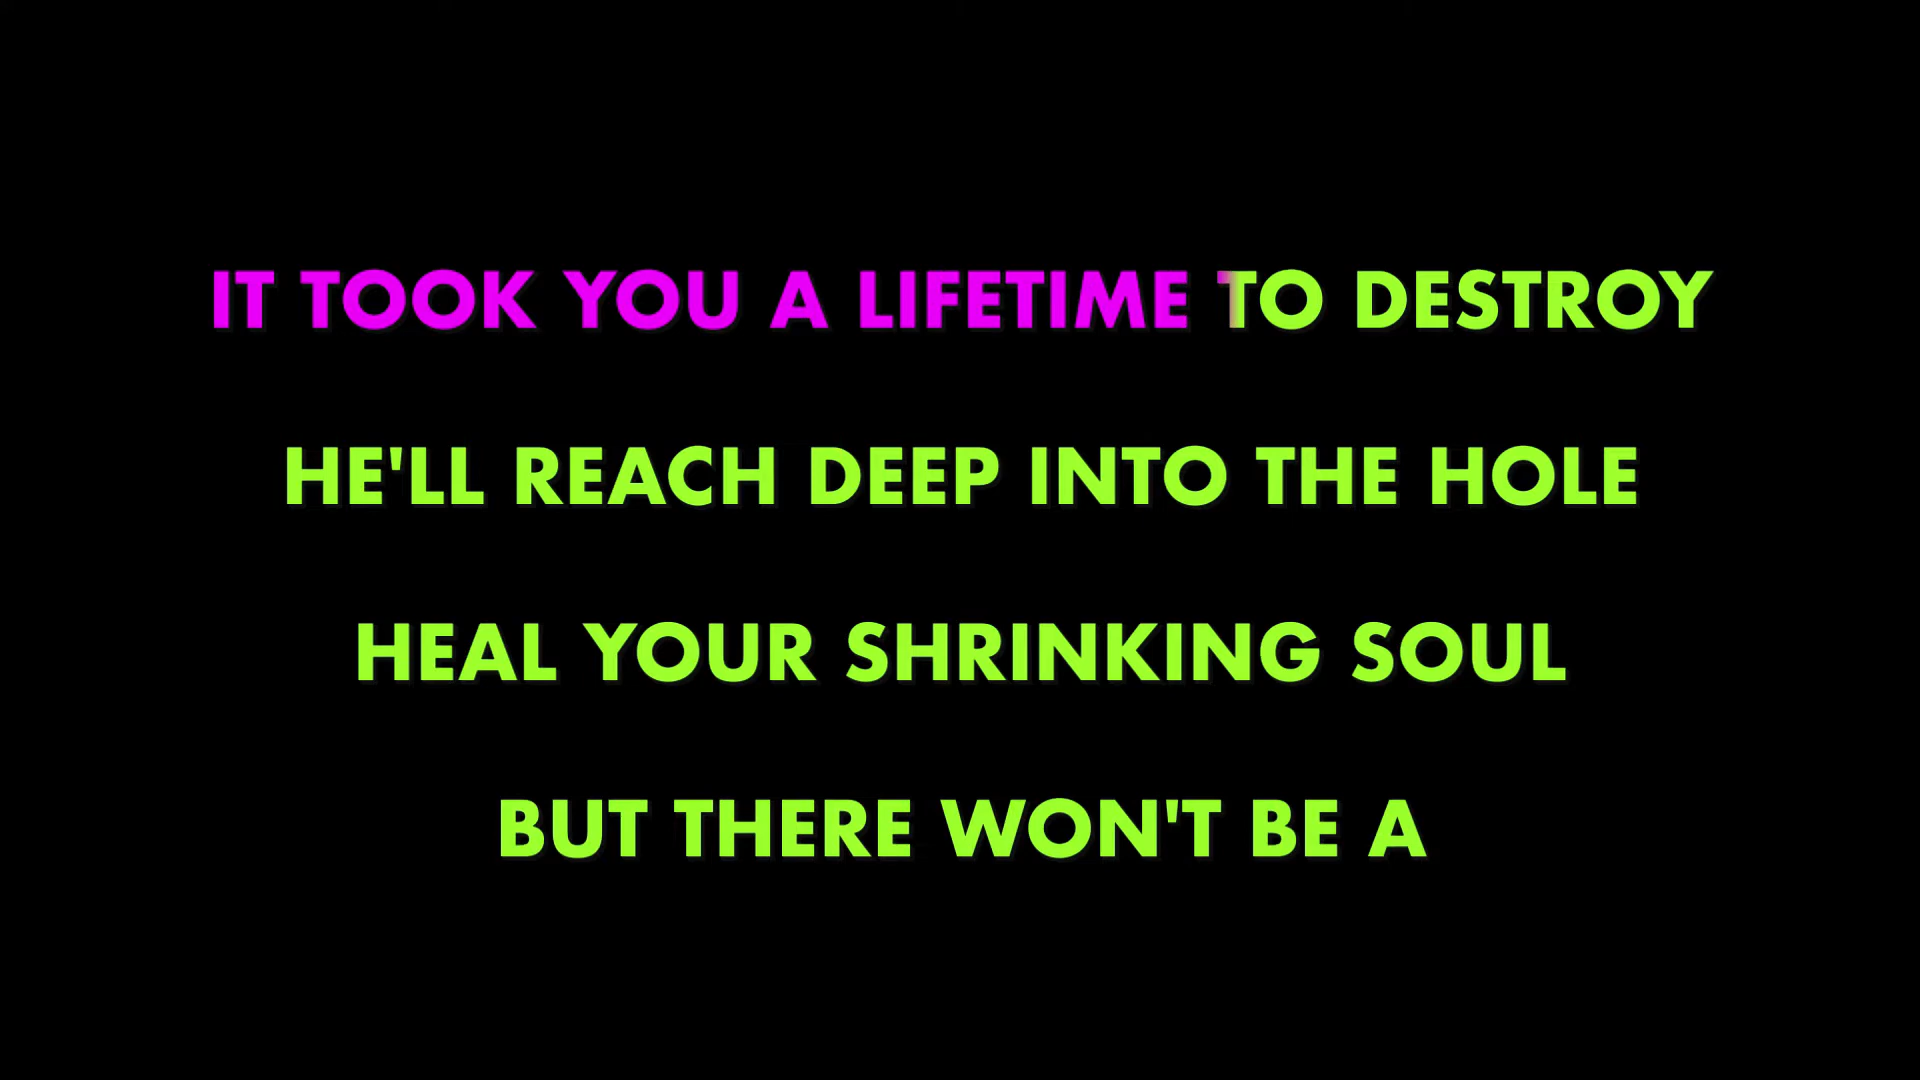 IT TOOK YOU A LIFETIME TO DESTROY
HE'LL REACH DEEP INTO THE HOLE
HEAL YOUR SHRINKING SOUL
BUT THERE WON'T BE A